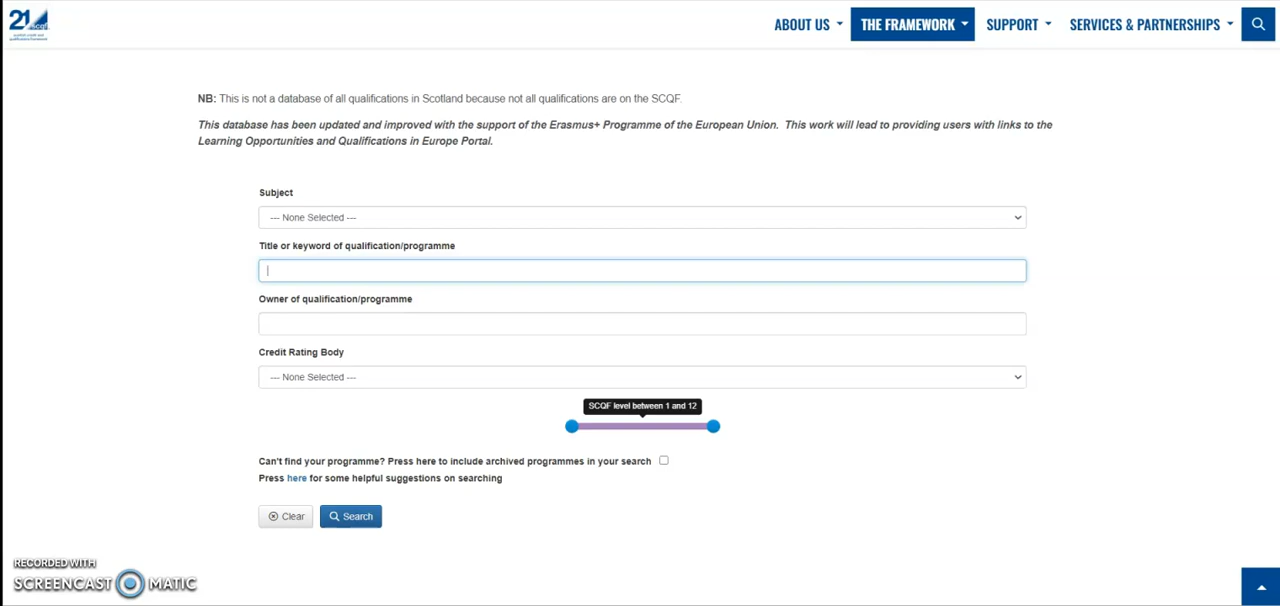 21
ABOUT US
THE FRAMEWORK
SUPPORT
SERVICES & PARTNERSHIPS
NB: This is not a database of all qualifications in Scotland because not all qualifications are on the SCQF.
This database has been updated and improved with the support of the Erasmus+ Programme of the European Union. This work will lead to providing users with links to the
Learning Opportunities and Qualifications in Europe Portal.
Subject
--- None Selected ---
Title or keyword of qualification/programme
Owner of qualification/programme
Credit Rating Body
--- None Selected ---
SCQF level between 1 and 12
Can't find your programme? Press here to include archived programmes in your search
Press here for some helpful suggestions on searching
Clear
Search
RECORDED WITH
SCREENCAST MATIC